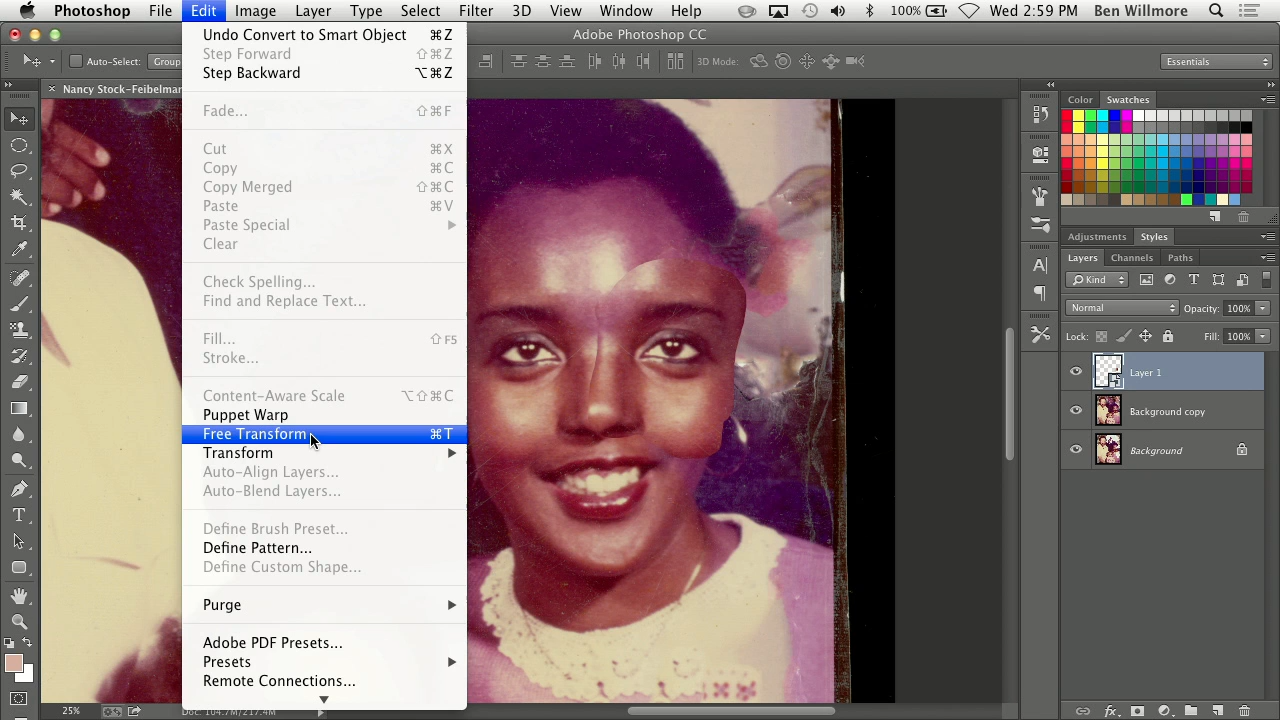 Photoshop File Edit Image Layer Type Select Filter 3D View Window Help 100% Wed 2:59 PM Ben Willmore
Adobe Photoshop CC
Auto-Select: Group 3D Mode: Essentials
× Nancy Stock-Feibelman
Undo Convert to Smart Object ⌘Z
Step Forward ⇧⌘Z
Step Backward ⌥⌘Z
Fade... ⇧⌘F
Cut ⌘X
Copy ⌘C
Copy Merged ⇧⌘C
Paste ⌘V
Paste Special
Clear
Check Spelling...
Find and Replace Text...
Fill... ⇧F5
Stroke...
Content-Aware Scale ⌥⇧⌘C
Puppet Warp
Free Transform ⌘T
Transform
Auto-Align Layers...
Auto-Blend Layers...
Define Brush Preset...
Define Pattern...
Define Custom Shape...
Purge
Adobe PDF Presets...
Presets
Remote Connections...
Color Swatches
Adjustments Styles
Layers Channels Paths
Kind
Normal Opacity: 100%
Lock: Fill: 100%
Layer 1
Background copy
Background
25% Doc: 104.7M/217.4M